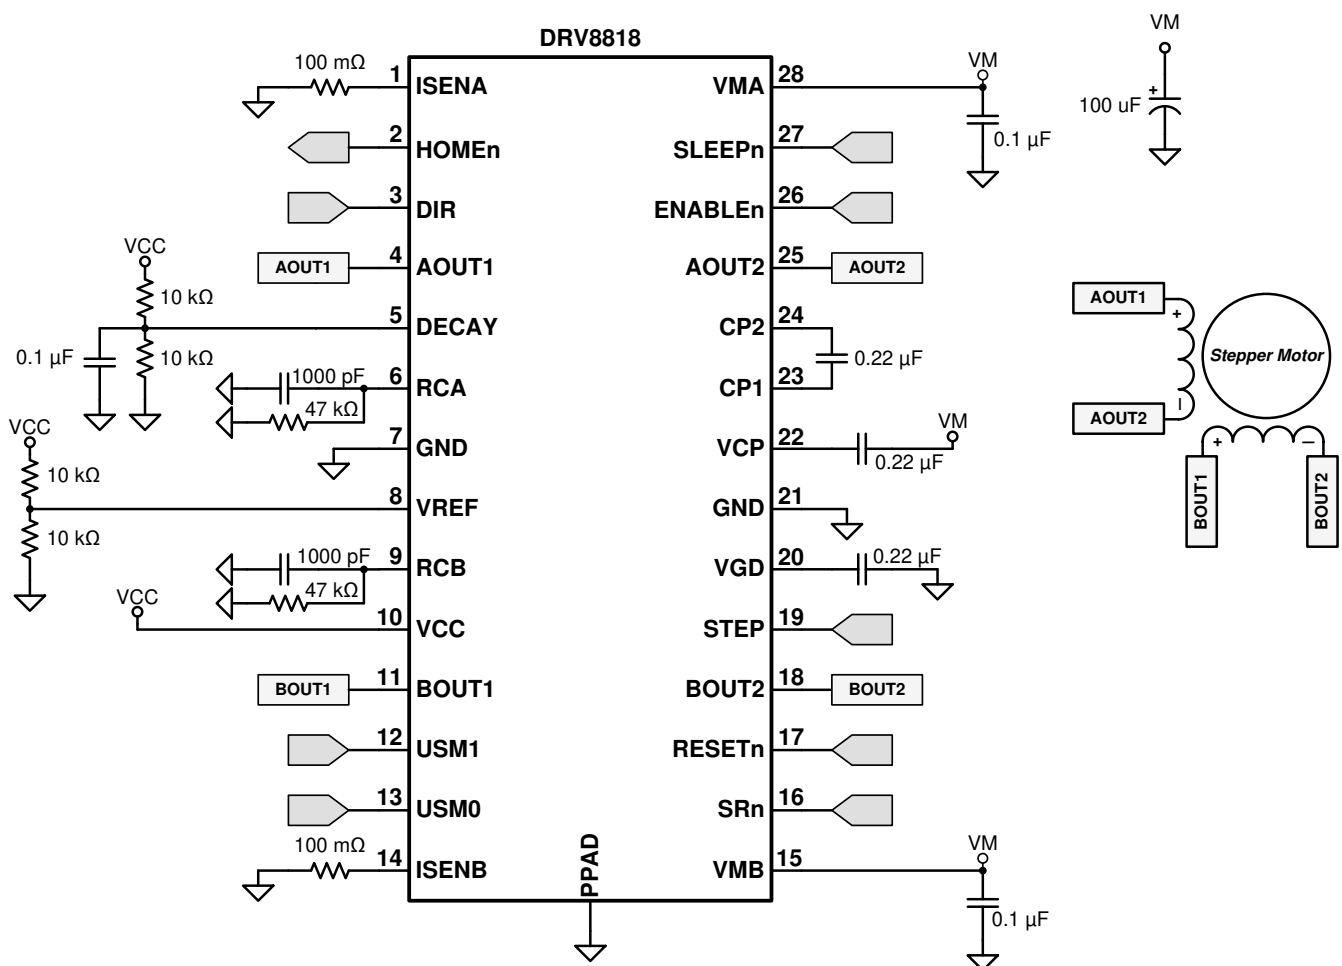 DRV8818
VM
100 mΩ
1
ISENA
VMA
28
VM
+
100 uF
0.1 µF
2
HOMEn
SLEEPn
27
3
DIR
ENABLEn
26
VCC
10 kΩ
AOUT1
4
AOUT1
AOUT2
25
AOUT2
5
DECAY
CP2
24
0.1 µF
10 kΩ
0.22 µF
1000 pF
6
RCA
CP1
23
47 kΩ
VCC
7
GND
VCP
22
0.22 µF
VM
10 kΩ
8
VREF
GND
21
10 kΩ
1000 pF
9
RCB
VGD
20
0.22 µF
47 kΩ
VCC
10
VCC
STEP
19
BOUT1
11
BOUT1
BOUT2
18
BOUT2
12
USM1
RESETn
17
13
USM0
SRn
16
100 mΩ
14
ISENB
VMB
15
VM
0.1 µF
PPAD
AOUT1
+
Stepper Motor
–
AOUT2
+
–
BOUT1
BOUT2